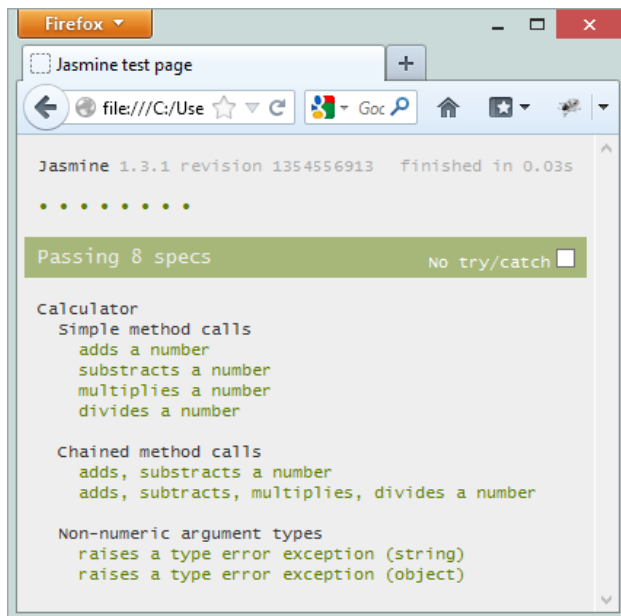 Firefox
Jasmine test page
file:///C:/Use
Goo
Jasmine 1.3.1 revision 1354556913 finished in 0.03s
Passing 8 specs No try/catch
Calculator
Simple method calls
adds a number
substracts a number
multiplies a number
divides a number
Chained method calls
adds, substracts a number
adds, subtracts, multiplies, divides a number
Non-numeric argument types
raises a type error exception (string)
raises a type error exception (object)